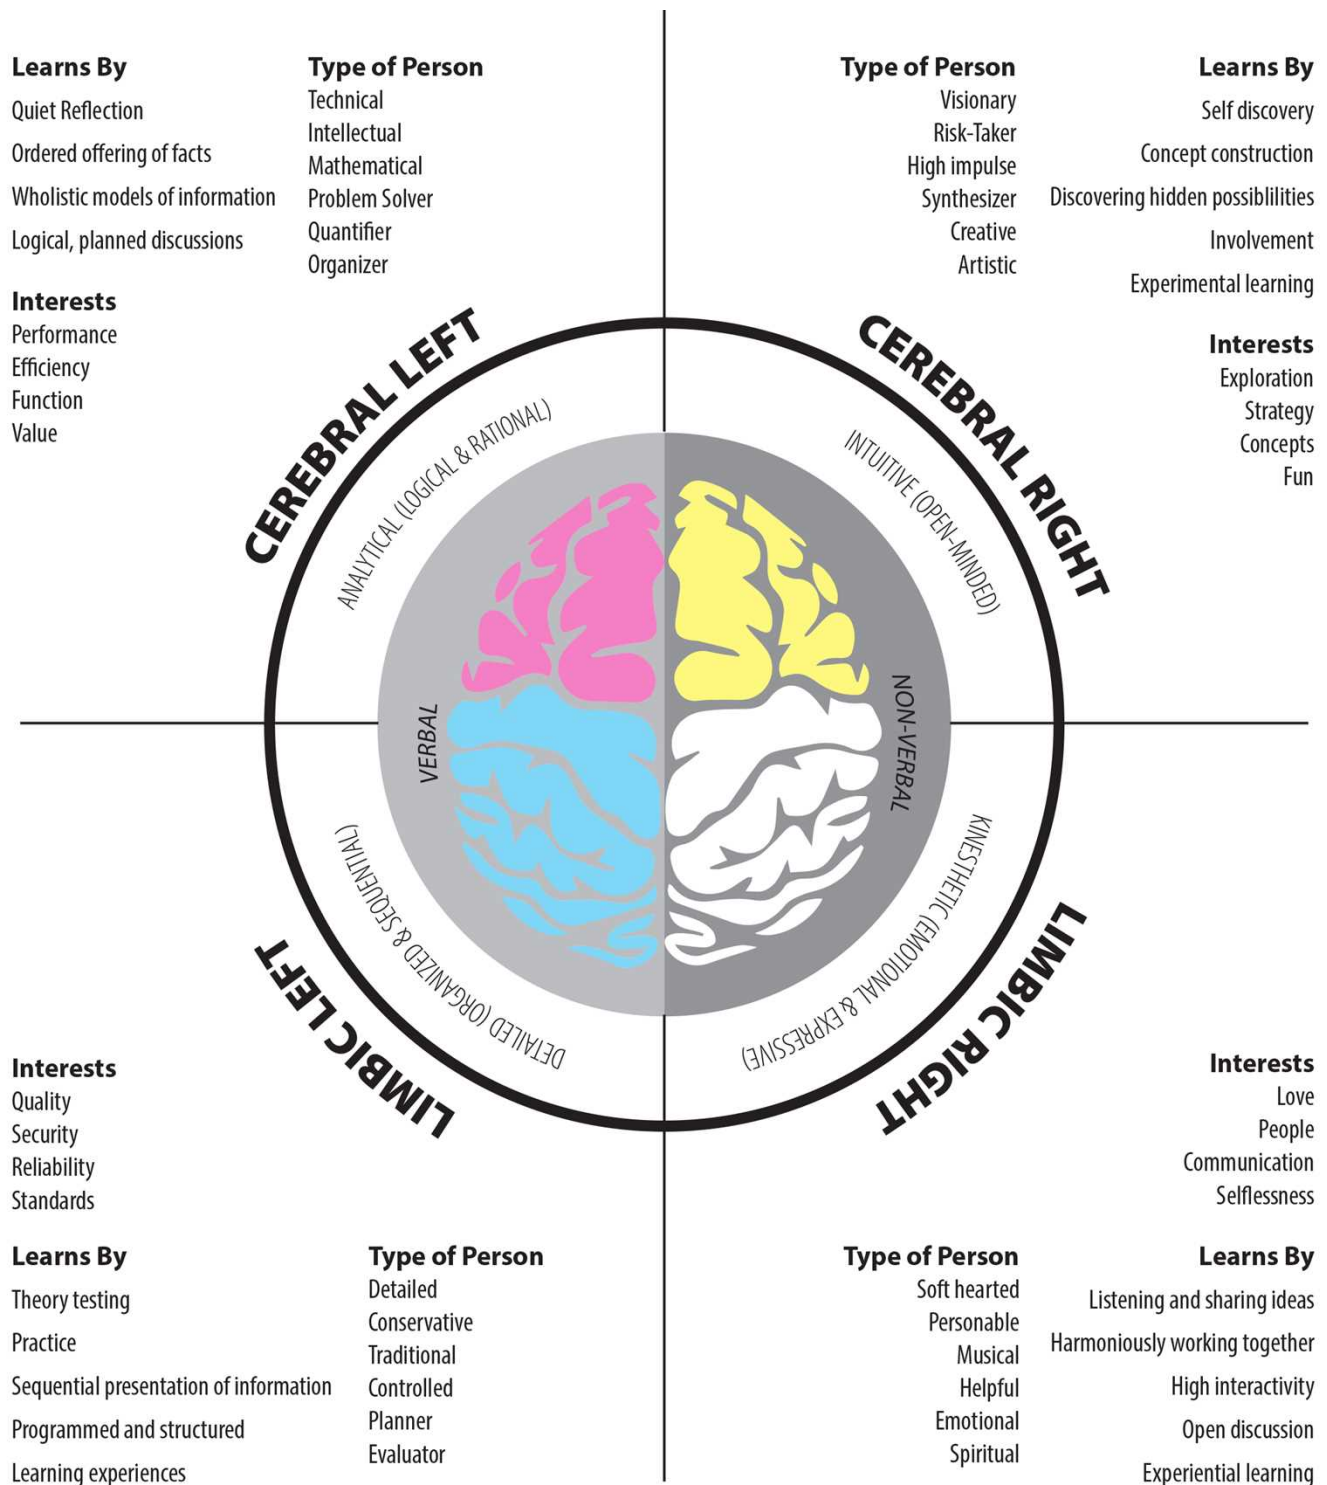 Learns By
Quiet Reflection
Ordered offering of facts
Wholistic models of information
Logical, planned discussions
Type of Person
Technical
Intellectual
Mathematical
Problem Solver
Quantifier
Organizer
Interests
Performance
Efficiency
Function
Value
Type of Person
Visionary
Risk-Taker
High impulse
Synthesizer
Creative
Artistic
Learns By
Self discovery
Concept construction
Discovering hidden possiblilities
Involvement
Experimental learning
Interests
Exploration
Strategy
Concepts
Fun
CEREBRAL LEFT
ANALYTICAL (LOGICAL & RATIONAL)
CEREBRAL RIGHT
INTUITIVE (OPEN-MINDED)
VERBAL
NON-VERBAL
LIMBIC LEFT
DETAILED (ORGANIZED & SEQUENTIAL)
LIMBIC RIGHT
KINESTHETIC (EMOTIONAL & EXPRESSIVE)
Interests
Quality
Security
Reliability
Standards
Learns By
Theory testing
Practice
Sequential presentation of information
Programmed and structured
Learning experiences
Type of Person
Detailed
Conservative
Traditional
Controlled
Planner
Evaluator
Interests
Love
People
Communication
Selflessness
Type of Person
Soft hearted
Personable
Musical
Helpful
Emotional
Spiritual
Learns By
Listening and sharing ideas
Harmoniously working together
High interactivity
Open discussion
Experiential learning